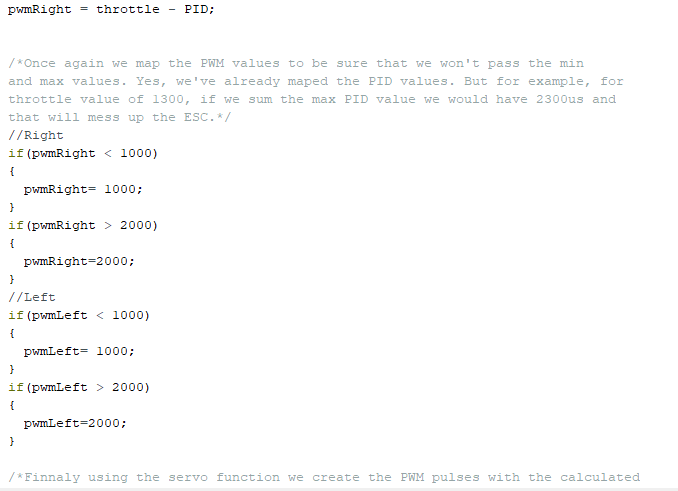 pwmRight = throttle - PID;
/*Once again we map the PWM values to be sure that we won't pass the min
and max values. Yes, we've already maped the PID values. But for example, for
throttle value of 1300, if we sum the max PID value we would have 2300us and
that will mess up the ESC.*/
//Right
if(pwmRight < 1000)
{
  pwmRight= 1000;
}
if(pwmRight > 2000)
{
  pwmRight=2000;
}
//Left
if(pwmLeft < 1000)
{
  pwmLeft= 1000;
}
if(pwmLeft > 2000)
{
  pwmLeft=2000;
}
/*Finnaly using the servo function we create the PWM pulses with the calculated